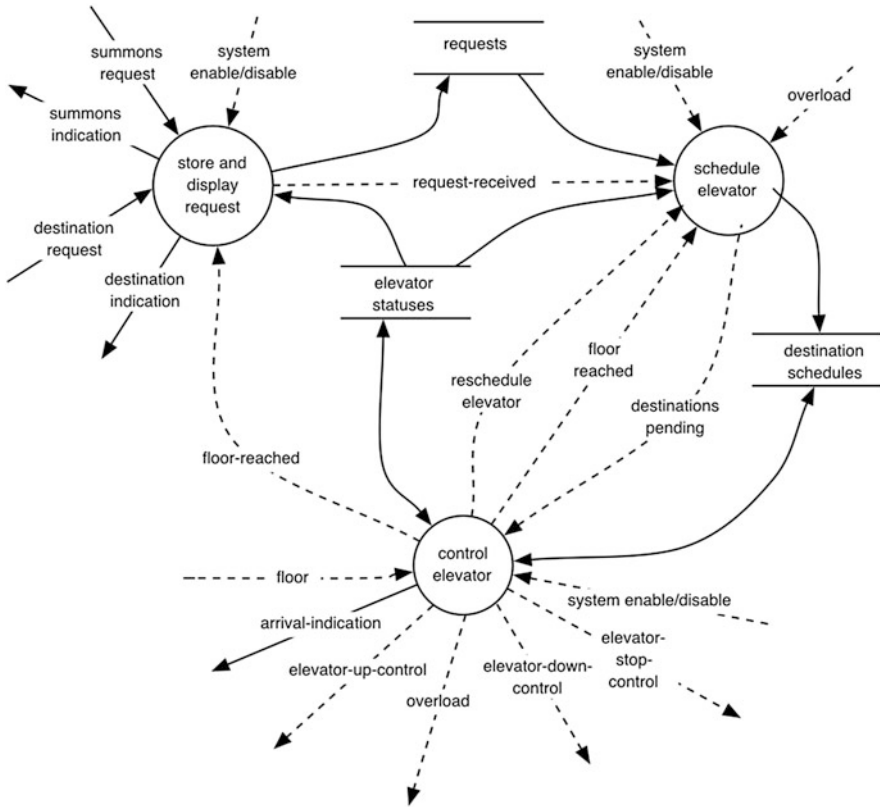 summons
request
system
enable/disable
requests
system
enable/disable
overload
summons
indication
store and
display
request
request-received
schedule
elevator
destination
request
destination
indication
elevator
statuses
reschedule
elevator
floor
reached
destinations
pending
destination
schedules
floor-reached
control
elevator
floor
arrival-indication
elevator-up-control
overload
elevator-down-
control
system enable/disable
elevator-
stop-
control